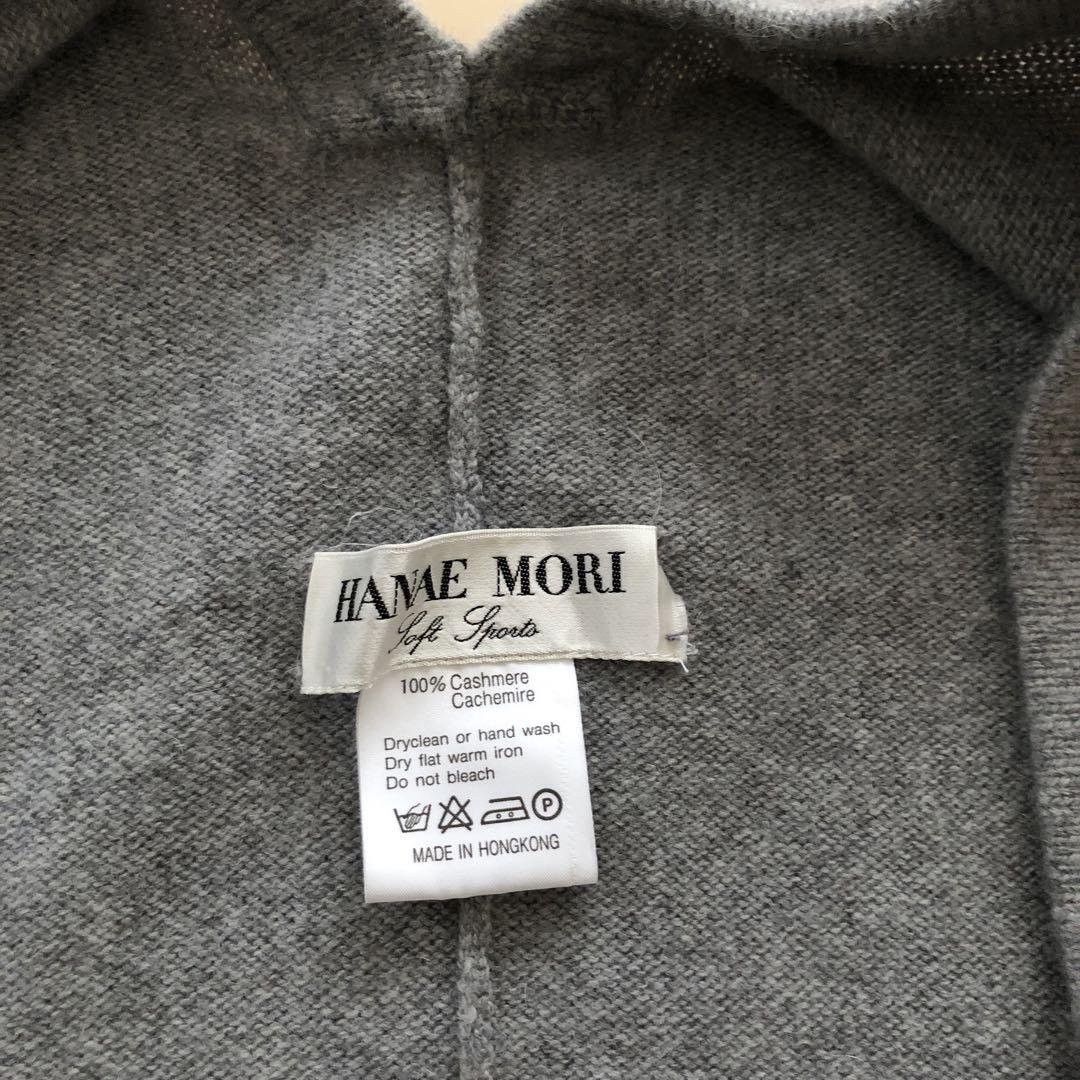 HANAE MORI
Soft Sports
100% Cashmere
Cachemire
Dryclean or hand wash
Dry flat warm iron
Do not bleach
P
MADE IN HONGKONG